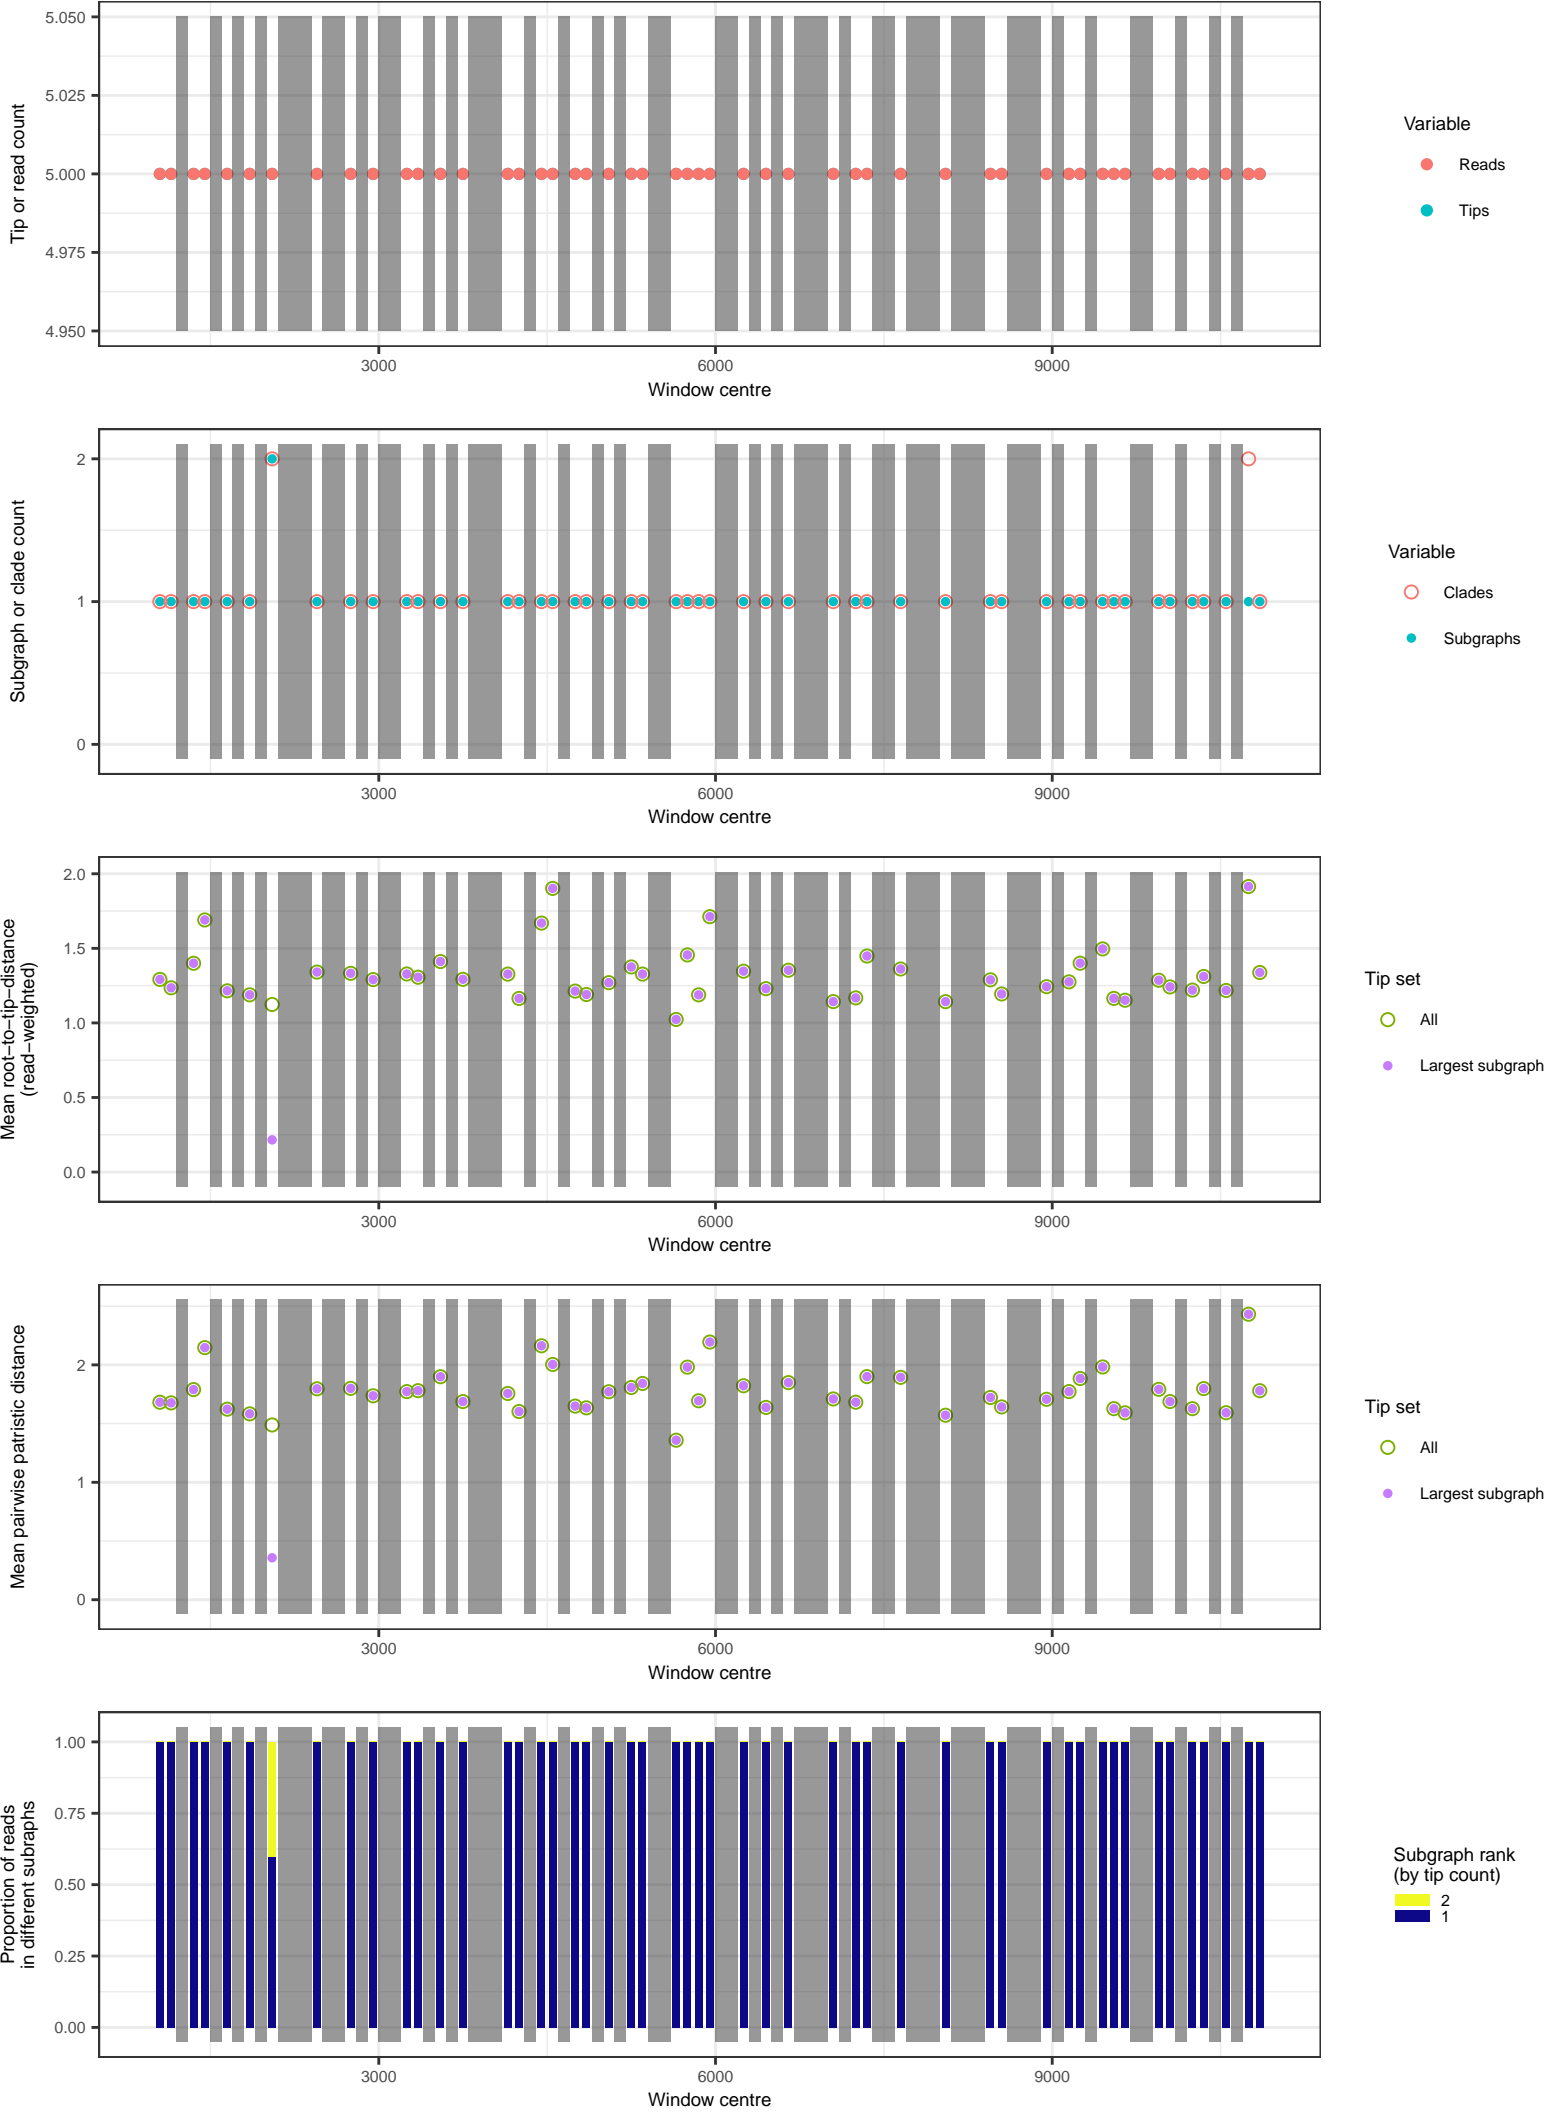 5.050
5.025
5.000
4.975
4.950
Tip or read count
3000
6000
9000
Window centre
Variable
Reads
Tips
2
1
0
Subgraph or clade count
3000
6000
9000
Window centre
Variable
Clades
Subgraphs
2.0
1.5
1.0
0.5
0.0
Mean root−to−tip−distance
(read−weighted)
3000
6000
9000
Window centre
Tip set
All
Largest subgraph
2
1
0
Mean pairwise patristic distance
3000
6000
9000
Window centre
Tip set
All
Largest subgraph
1.00
0.75
0.50
0.25
0.00
Proportion of reads
in different subraphs
3000
6000
9000
Window centre
Subgraph rank
(by tip count)
2
1